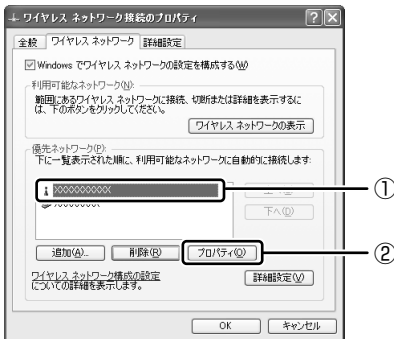 ワイヤレス ネットワーク接続のプロパティ
全般 ワイヤレス ネットワーク 詳細設定
Windows でワイヤレス ネットワークの設定を構成する(W)
利用可能なネットワーク(N):
範囲にあるワイヤレス ネットワークに接続、切断または詳細を表示するに
は、下のボタンをクリックしてください。
ワイヤレス ネットワークの表示
優先ネットワーク(P):
下に一覧表示された順に、利用可能なネットワークに自動的に接続します:
XXXXXXXXXXX
①
下へ(D)
追加(A)... 削除(R) プロパティ(O)
②
ワイヤレス ネットワーク構成の設定
についての詳細を表示します。
詳細設定(V)
OK キャンセル